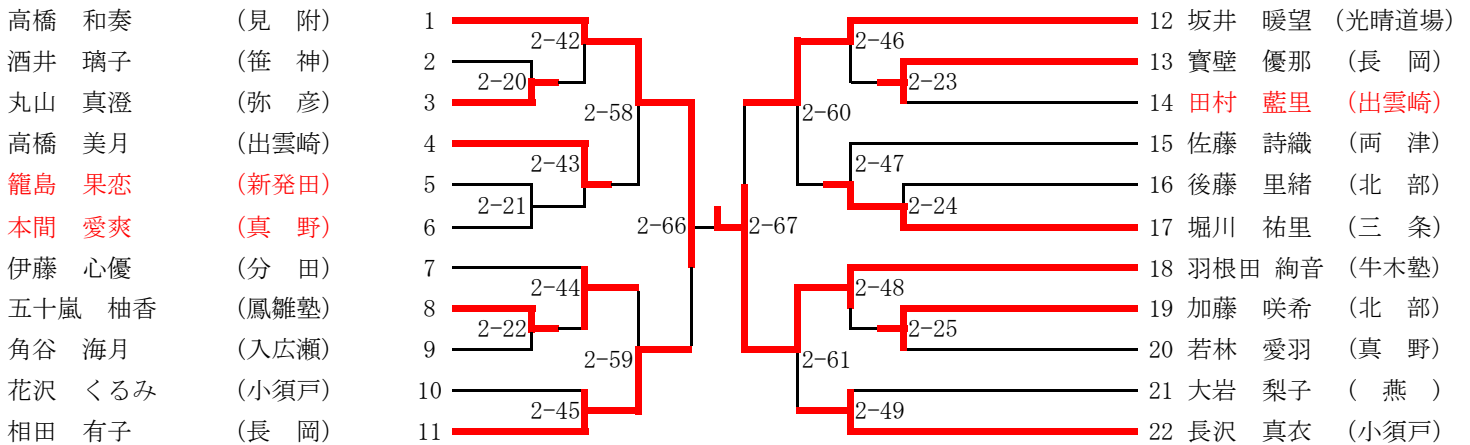 高橋 和奏 (見 附) 1
酒井 璃子 (笹 神) 2
丸山 真澄 (弥 彦) 3
高橋 美月 (出雲崎) 4
籠島 果恋 (新発田) 5
本間 愛爽 (真 野) 6
伊藤 心優 (分 田) 7
五十嵐 柚香 (鳳雛塾) 8
角谷 海月 (入広瀬) 9
花沢 くるみ (小須戸) 10
相田 有子 (長 岡) 11
2-42
2-20
2-58
2-43
2-21
2-66
2-44
2-22
2-59
2-45
2-67
2-46
2-23
2-60
2-47
2-24
2-48
2-25
2-61
2-49
12 坂井 暖望 (光晴道場)
13 寳壁 優那 (長 岡)
14 田村 藍里 (出雲崎)
15 佐藤 詩織 (両 津)
16 後藤 里緒 (北 部)
17 堀川 祐里 (三 条)
18 羽根田 絢音 (牛木塾)
19 加藤 咲希 (北 部)
20 若林 愛羽 (真 野)
21 大岩 梨子 ( 燕 )
22 長沢 真衣 (小須戸)